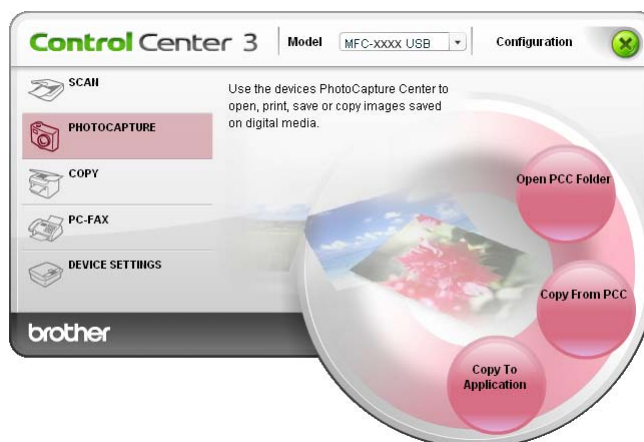 Control Center 3 Model MFC-XXXX USB Configuration
SCAN
PHOTOCAPTURE
COPY
PC-FAX
DEVICE SETTINGS
brother
Use the devices PhotoCapture Center to
open, print, save or copy images saved
on digital media.
Open PCC Folder
Copy From PCC
Copy To
Application